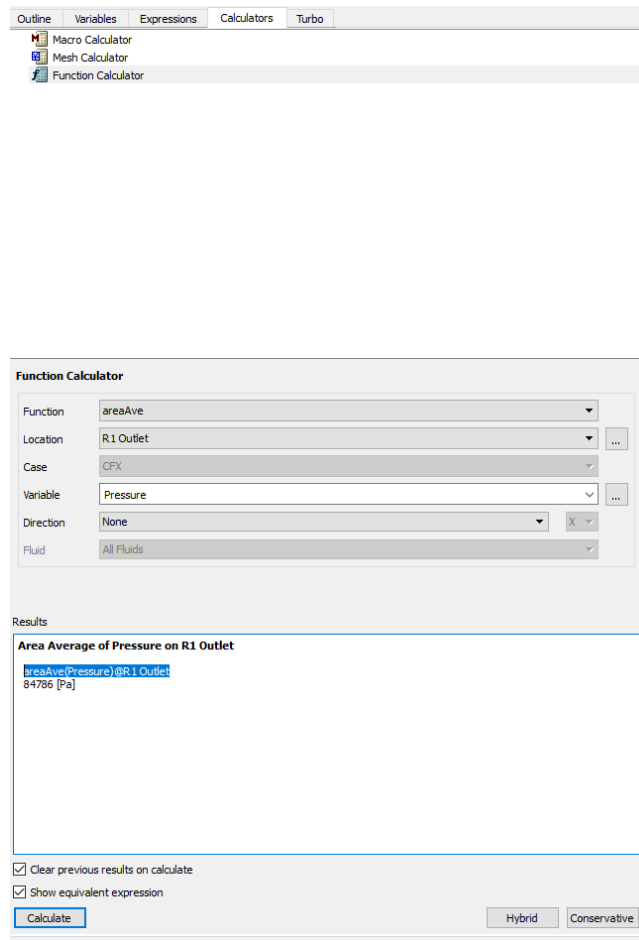 Outline Variables Expressions Calculators Turbo
Macro Calculator
Mesh Calculator
Function Calculator
Function Calculator
Function areaAve
Location R1 Outlet ...
Case CFX
Variable Pressure ...
Direction None X
Fluid All Fluids
Results
Area Average of Pressure on R1 Outlet
areaAve(Pressure)@R1 Outlet
84786 [Pa]
Clear previous results on calculate
Show equivalent expression
Calculate Hybrid Conservative